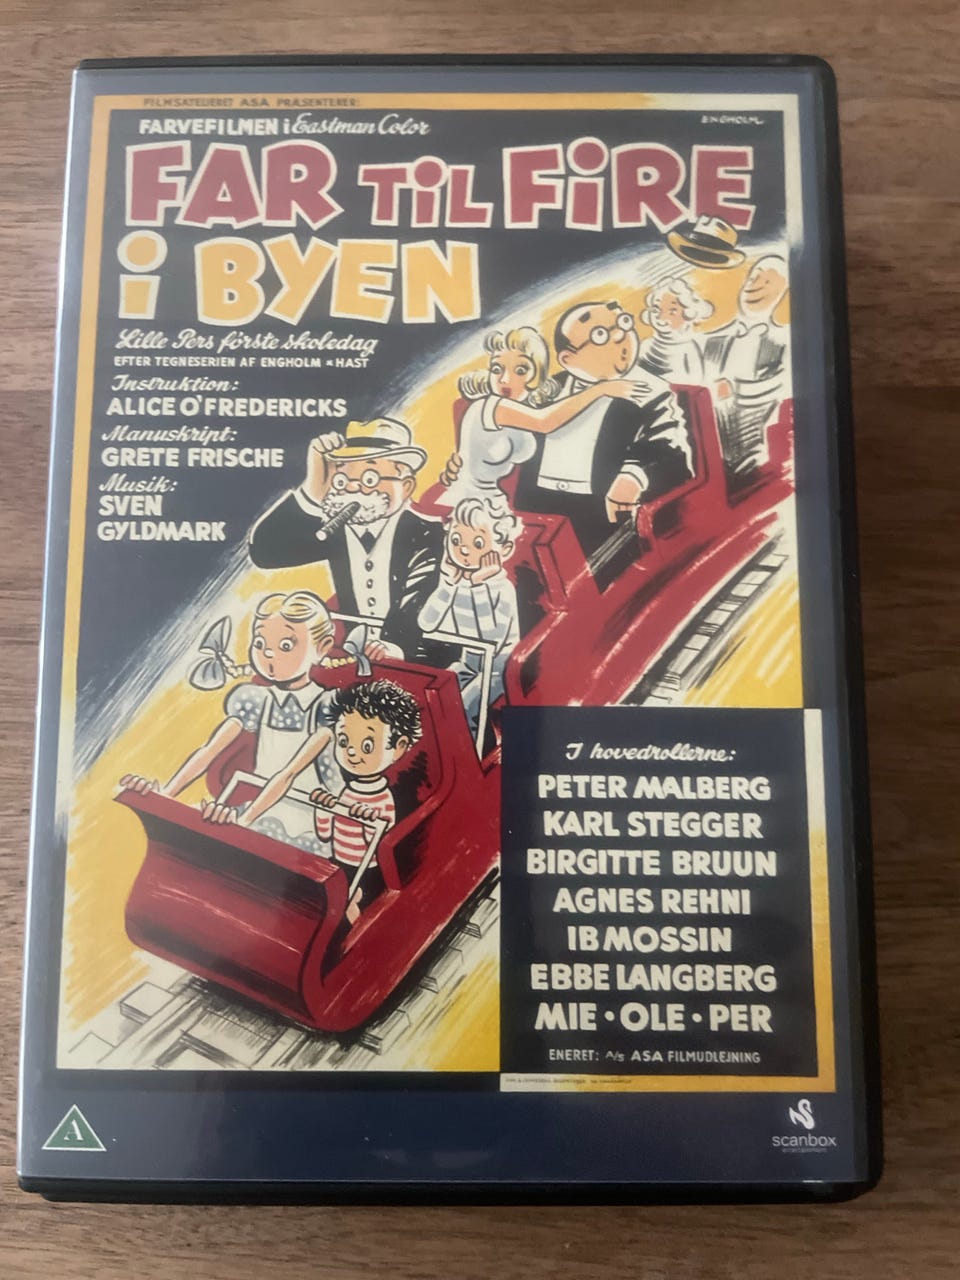 FILMSATELIERET ASA PRÆSENTERER:
ENGHOLM
FARVEFILMEN i Eastman Color
FAR TiL FiRE
i BYEN
Lille Pers förste skoledag
EFTER TEGNESERIEN AF ENGHOLM & HAST
Instruktion:
ALICE O'FREDERICKS
Manuskript:
GRETE FRISCHE
Musik:
SVEN
GYLDMARK
I hovedrollerne:
PETER MALBERG
KARL STEGGER
BIRGITTE BRUUN
AGNES REHNI
IB MOSSIN
EBBE LANGBERG
MIE • OLE • PER
ENERET: A/S ASA FILMUDLEJNING
A
scanbox
entertainment